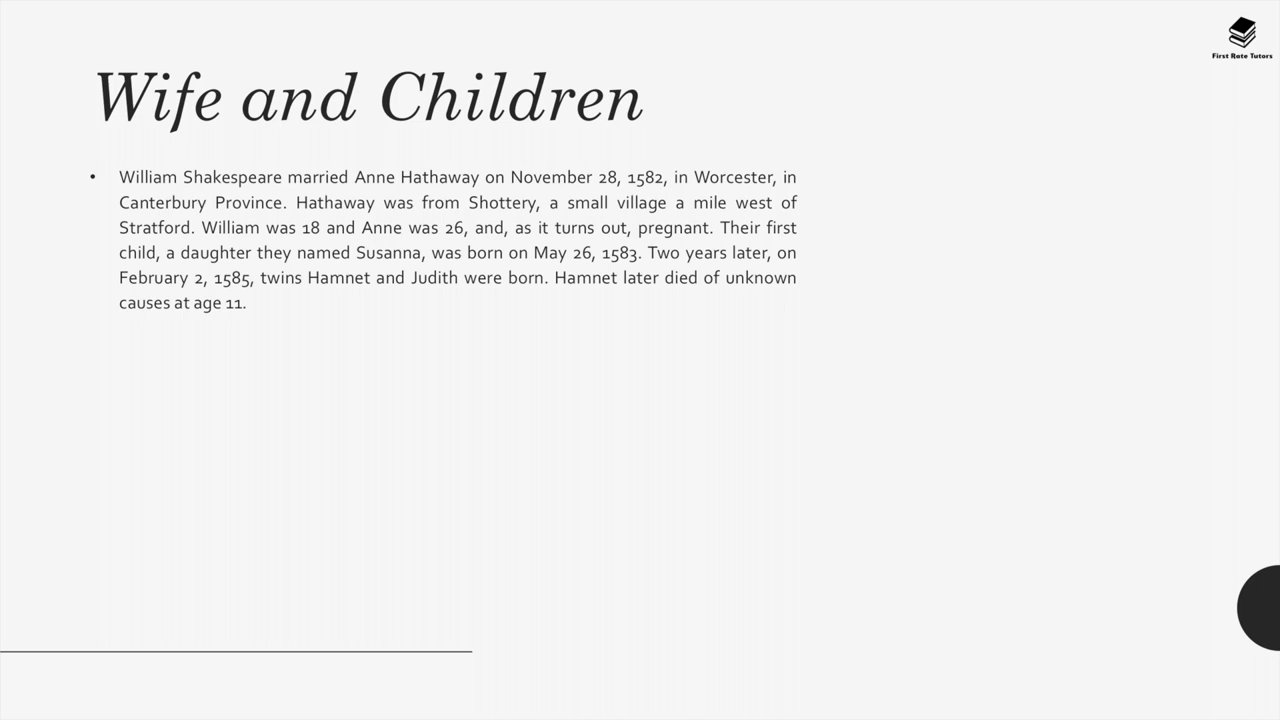 First Rate Tutors
Wife and Children
• William Shakespeare married Anne Hathaway on November 28, 1582, in Worcester, in
Canterbury Province. Hathaway was from Shottery, a small village a mile west of
Stratford. William was 18 and Anne was 26, and, as it turns out, pregnant. Their first
child, a daughter they named Susanna, was born on May 26, 1583. Two years later, on
February 2, 1585, twins Hamnet and Judith were born. Hamnet later died of unknown
causes at age 11.